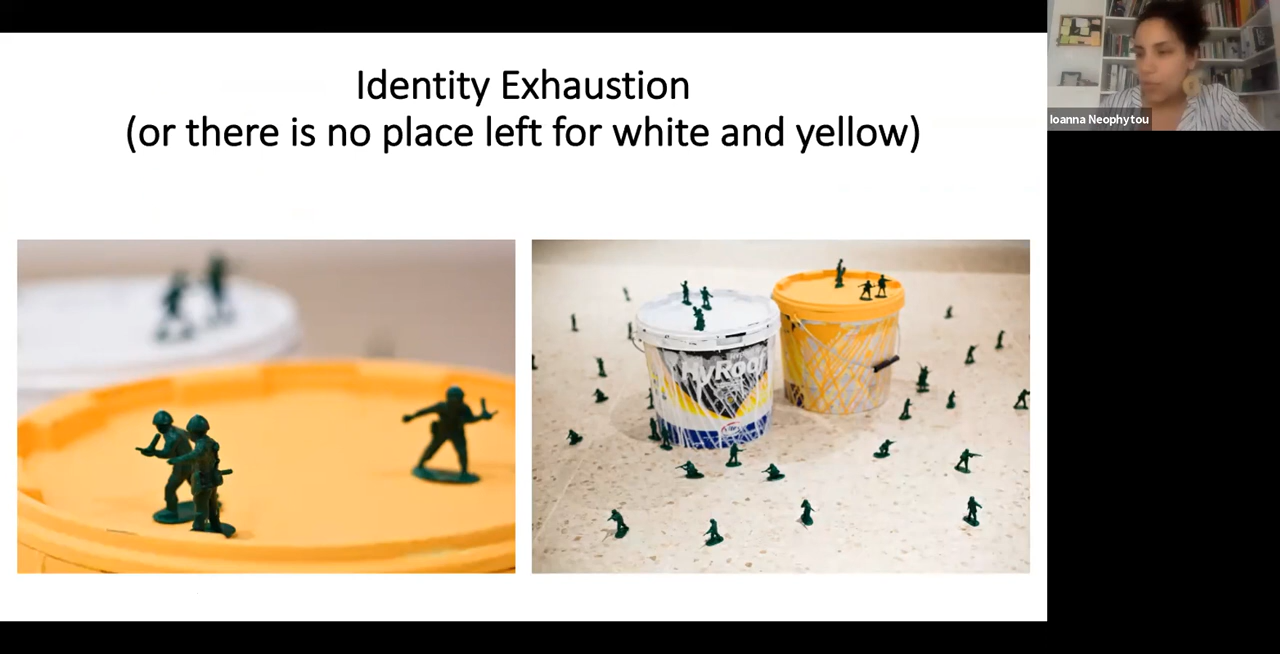 Identity Exhaustion
(or there is no place left for white and yellow)
Ioanna Neophytou
HyRoof